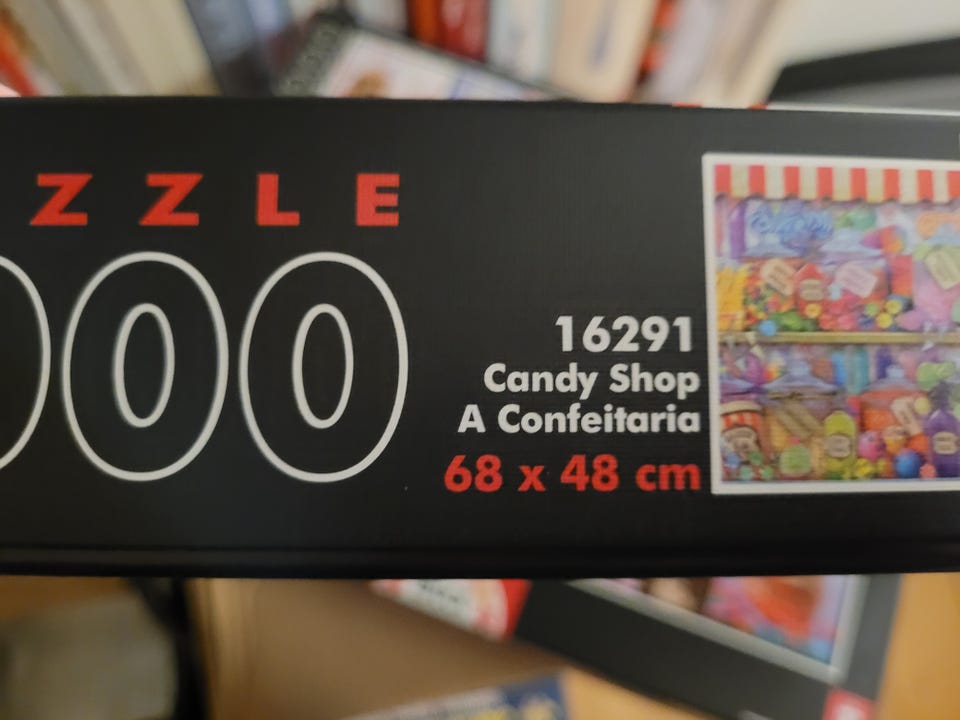 ZZLE
000
16291
Candy Shop
A Confeitaria
68 x 48 cm